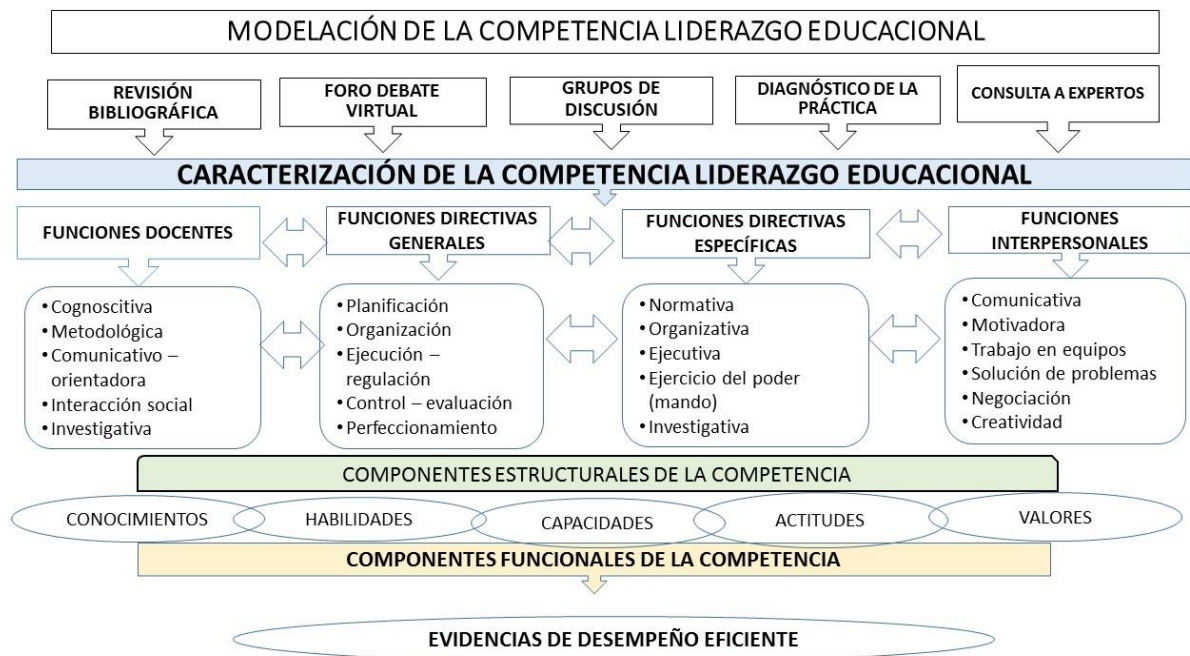 MODELACIÓN DE LA COMPETENCIA LIDERAZGO EDUCACIONAL
REVISIÓN
BIBLIOGRÁFICA
FORO DEBATE
VIRTUAL
GRUPOS DE
DISCUSIÓN
DIAGNÓSTICO DE LA
PRÁCTICA
CONSULTA A EXPERTOS
CARACTERIZACIÓN DE LA COMPETENCIA LIDERAZGO EDUCACIONAL
FUNCIONES DOCENTES
FUNCIONES DIRECTIVAS
GENERALES
FUNCIONES DIRECTIVAS
ESPECÍFICAS
FUNCIONES
INTERPERSONALES
• Cognoscitiva
• Metodológica
• Comunicativo –
orientadora
• Interacción social
• Investigativa
• Planificación
• Organización
• Ejecución –
regulación
• Control – evaluación
• Perfeccionamiento
• Normativa
• Organizativa
• Ejecutiva
• Ejercicio del poder
(mando)
• Investigativa
• Comunicativa
• Motivadora
• Trabajo en equipos
• Solución de problemas
• Negociación
• Creatividad
COMPONENTES ESTRUCTURALES DE LA COMPETENCIA
CONOCIMIENTOS
HABILIDADES
CAPACIDADES
ACTITUDES
VALORES
COMPONENTES FUNCIONALES DE LA COMPETENCIA
EVIDENCIAS DE DESEMPEÑO EFICIENTE